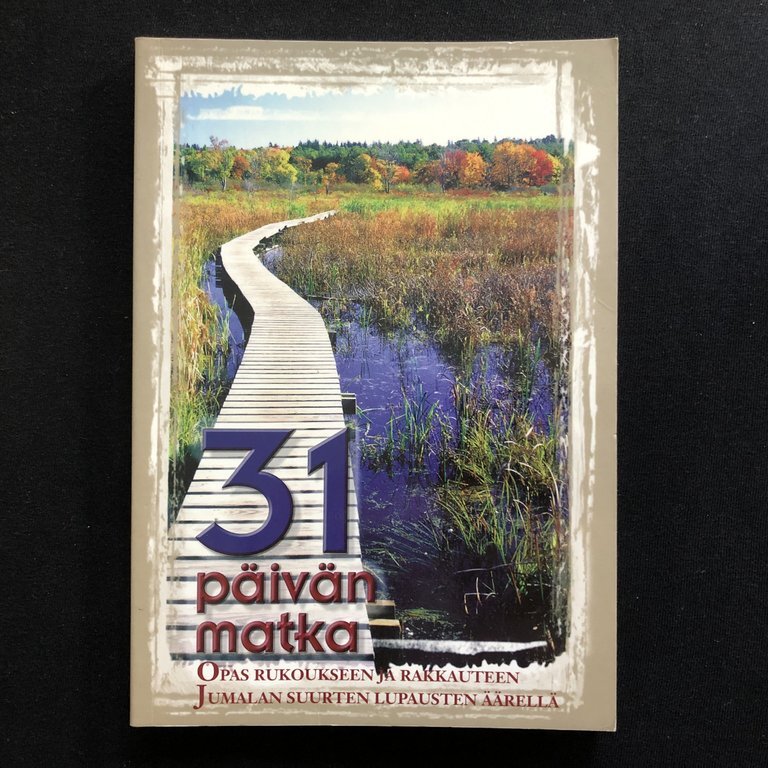 31
päivän
matka
OPAS RUKOUKSEEN JA RAKKAUTEEN
JUMALAN SUURTEN LUPAUSTEN ÄÄRELLÄ